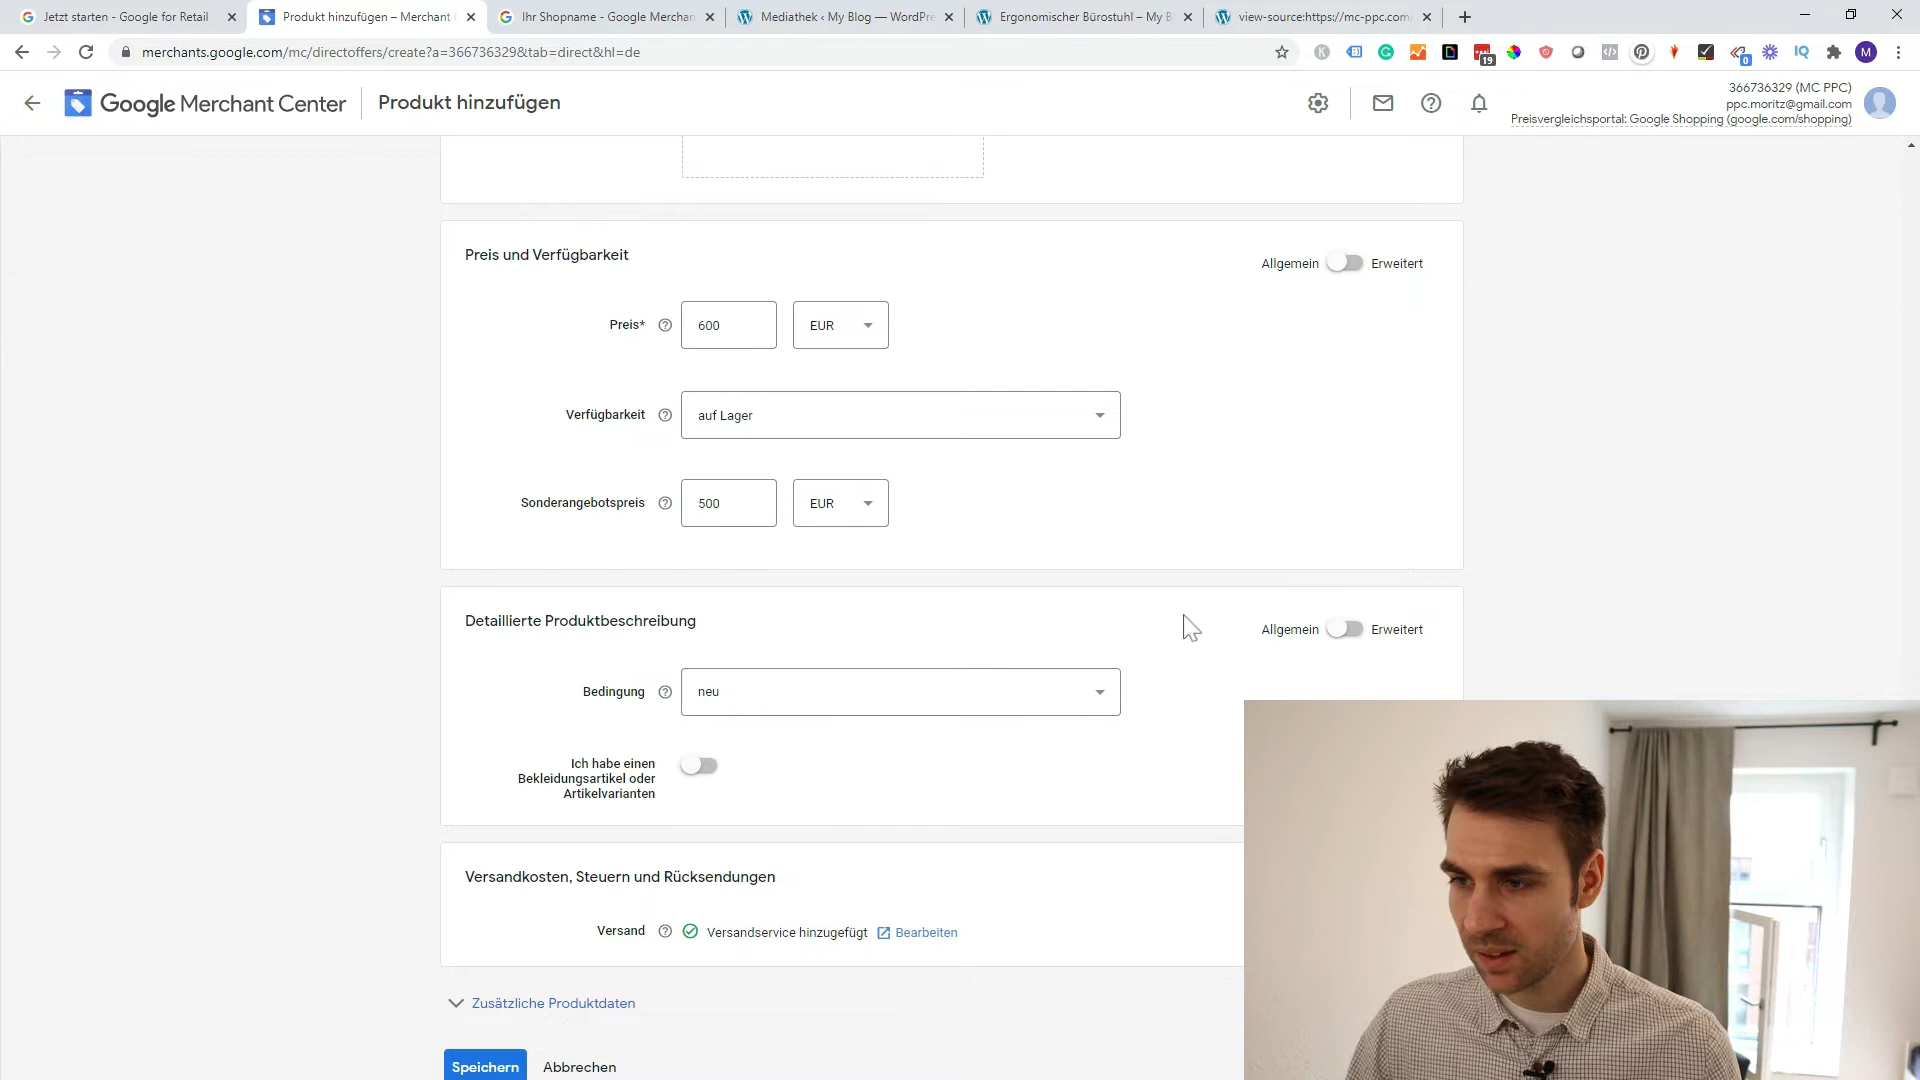 Jetzt starten - Google for Retail
Produkt hinzufügen – Merchant C
Ihr Shopname - Google Merchan
Mediathek ‹ My Blog — WordPre
Ergonomischer Bürostuhl – My B
view-source:https://mc-ppc.com
merchants.google.com/mc/directoffers/create?a=366736329&tab=direct&hl=de
19
0
IQ
M
Google Merchant Center
Produkt hinzufügen
366736329 (MC PPC)
ppc.moritz@gmail.com
Preisvergleichsportal: Google Shopping (google.com/shopping)
Preis und Verfügbarkeit
Allgemein
Erweitert
Preis*
600
EUR
Verfügbarkeit
auf Lager
Sonderangebotspreis
500
EUR
Detaillierte Produktbeschreibung
Allgemein
Erweitert
Bedingung
neu
Ich habe einen
Bekleidungsartikel oder
Artikelvarianten
Versandkosten, Steuern und Rücksendungen
Versand
Versandservice hinzugefügt
Bearbeiten
Zusätzliche Produktdaten
Speichern
Abbrechen